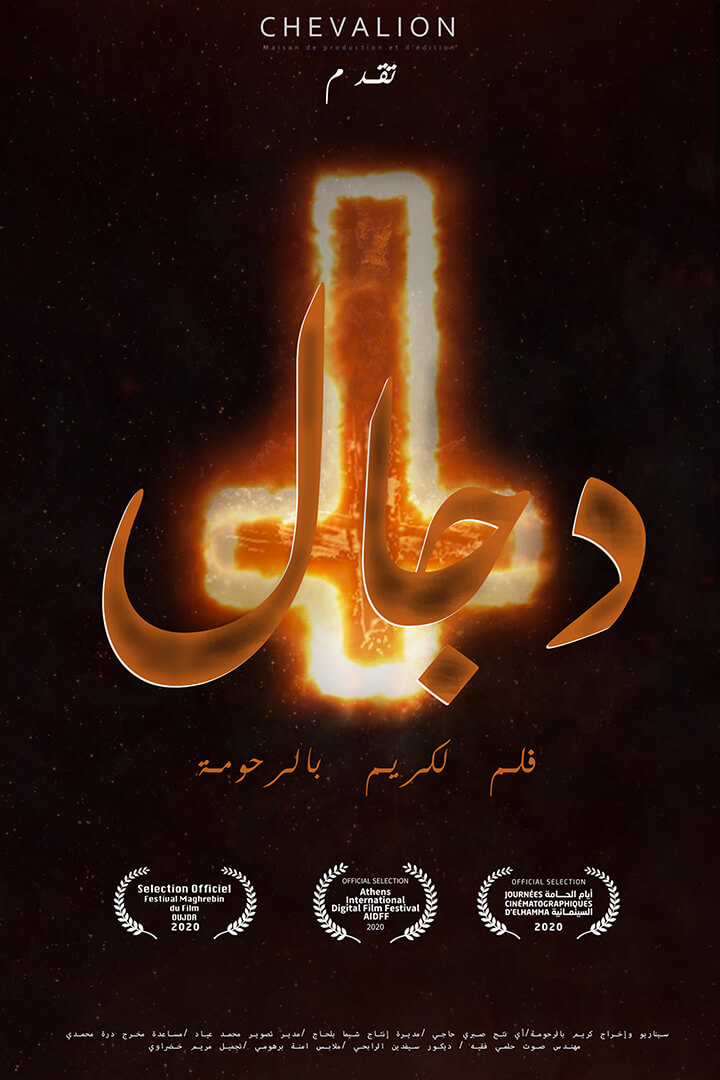 CHEVALION
Maison de production et d'édition
تقدم
دجال
فلم لكريم بالرحومة
Selection Officiel
Festival Maghrebin
du Film
OUJDA
2020
OFFICIAL SELECTION
Athens
International
Digital Film Festival
AIDFF
2020
OFFICIAL SELECTION
JOURNÉES أيام الحامة
CINÉMATOGRAPHIQUES
D'ELHAMMA السينمائية
2020
سيناريو وإخراج كريم بالرحومة/أي نتج صبري حاجي /مديرة إنتاج شيما بلحاج /مدير تصوير محمد عياد /مساعدة مخرج درة محمدي
مهندس صوت حلمي فقيه / ديكور سيفدين الرابحي /ملابس امنة برهومي /تجميل مريم خضراوي